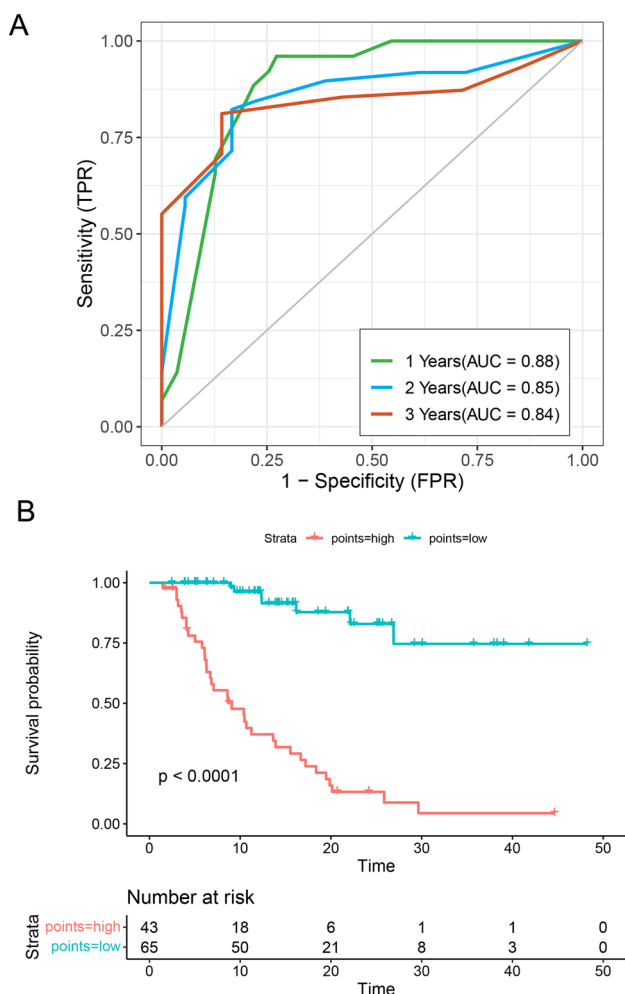 A
1.00
0.75
0.50
0.25
0.00
Sensitivity (TPR)
1 Years(AUC = 0.88)
2 Years(AUC = 0.85)
3 Years(AUC = 0.84)
0.00 0.25 0.50 0.75 1.00
1 − Specificity (FPR)
B
Strata points=high points=low
1.00
0.75
0.50
0.25
0.00
Survival probability
p < 0.0001
0 10 20 30 40 50
Time
Number at risk
Strata
points=high 43 18 6 1 1 0
points=low 65 50 21 8 3 0
0 10 20 30 40 50
Time